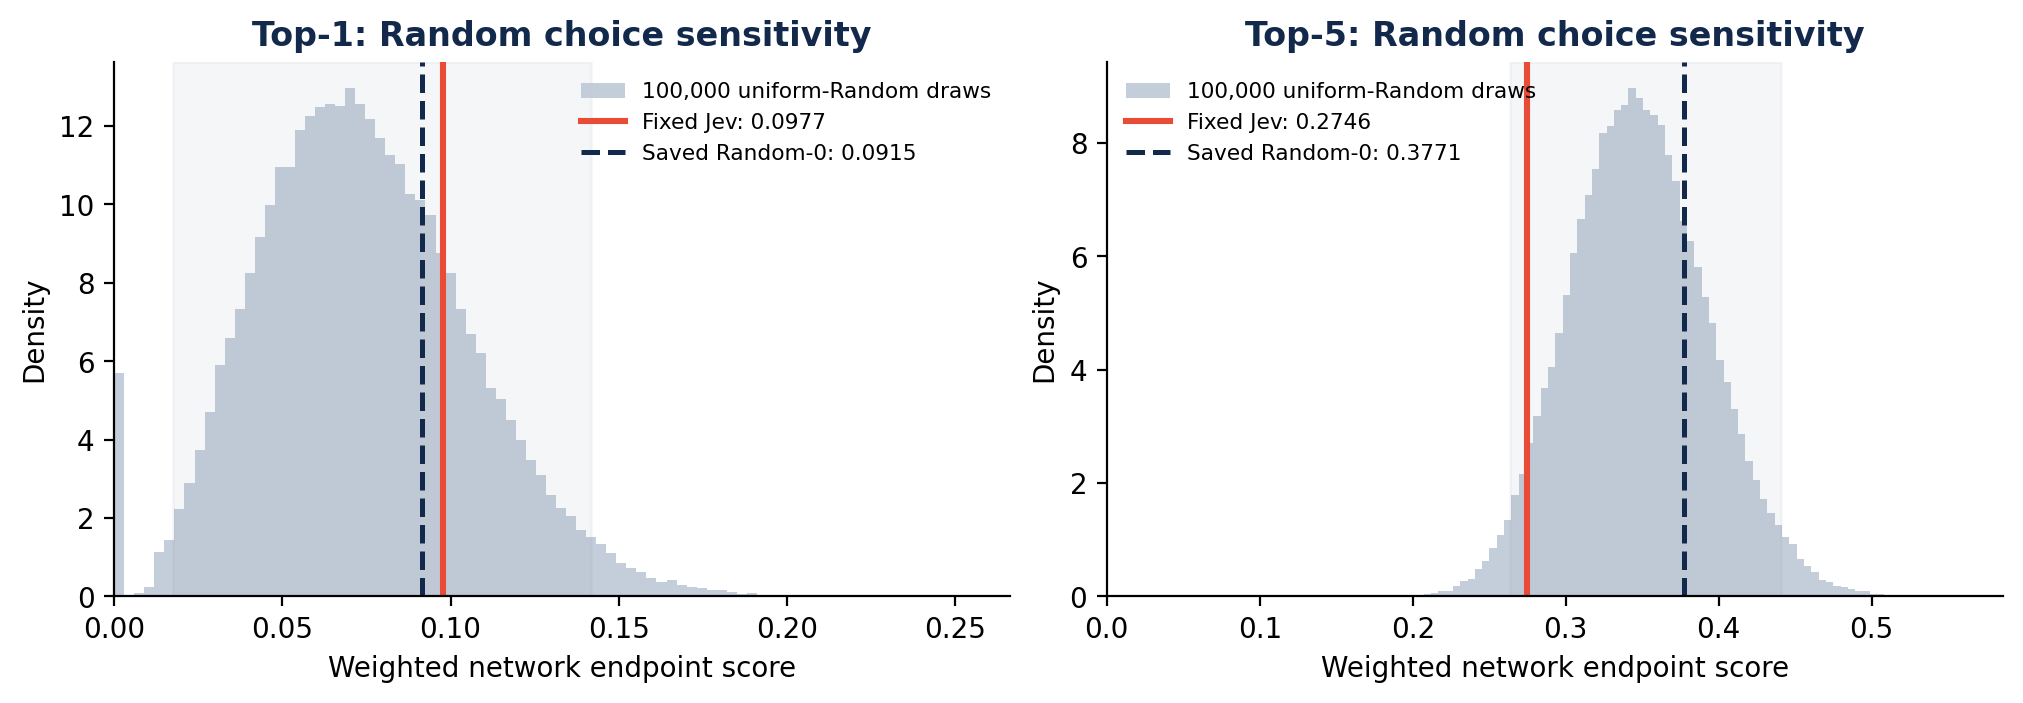 Top-1: Random choice sensitivity
100,000 uniform-Random draws
Fixed Jev: 0.0977
Saved Random-0: 0.0915
Density
12
10
8
6
4
2
0
0.00 0.05 0.10 0.15 0.20 0.25
Weighted network endpoint score
Top-5: Random choice sensitivity
100,000 uniform-Random draws
Fixed Jev: 0.2746
Saved Random-0: 0.3771
Density
8
6
4
2
0
0.0 0.1 0.2 0.3 0.4 0.5
Weighted network endpoint score